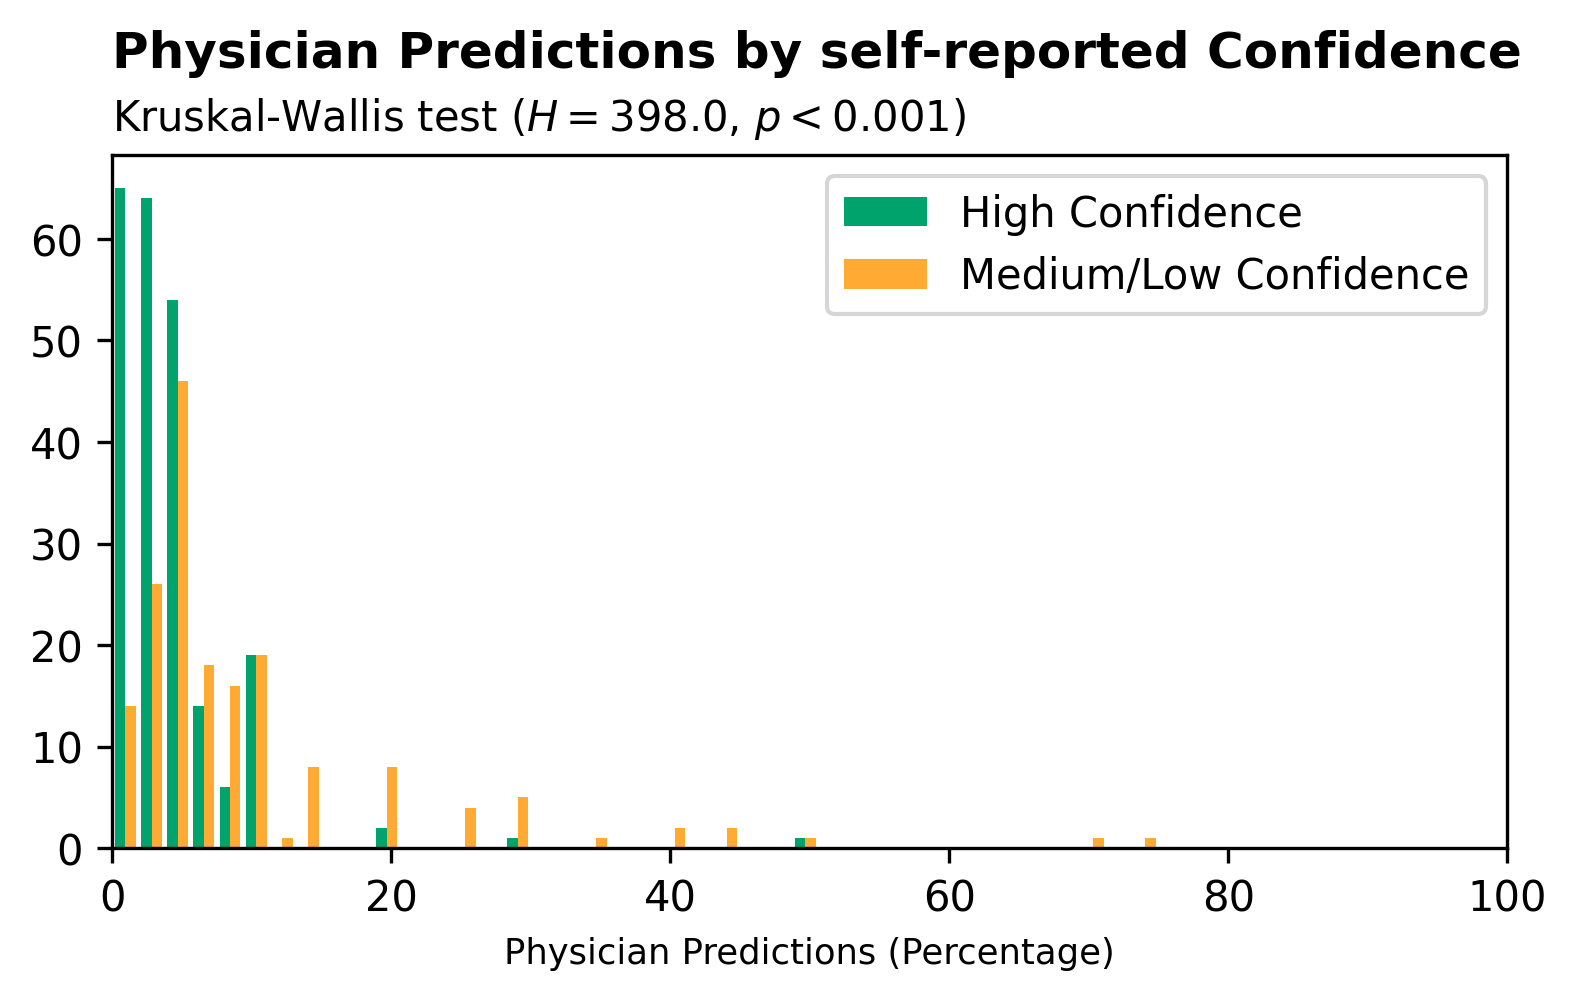 Physician Predictions by self-reported Confidence
Kruskal-Wallis test (H = 398.0, p < 0.001)
High Confidence
Medium/Low Confidence
60
50
40
30
20
10
0
0 20 40 60 80 100
Physician Predictions (Percentage)